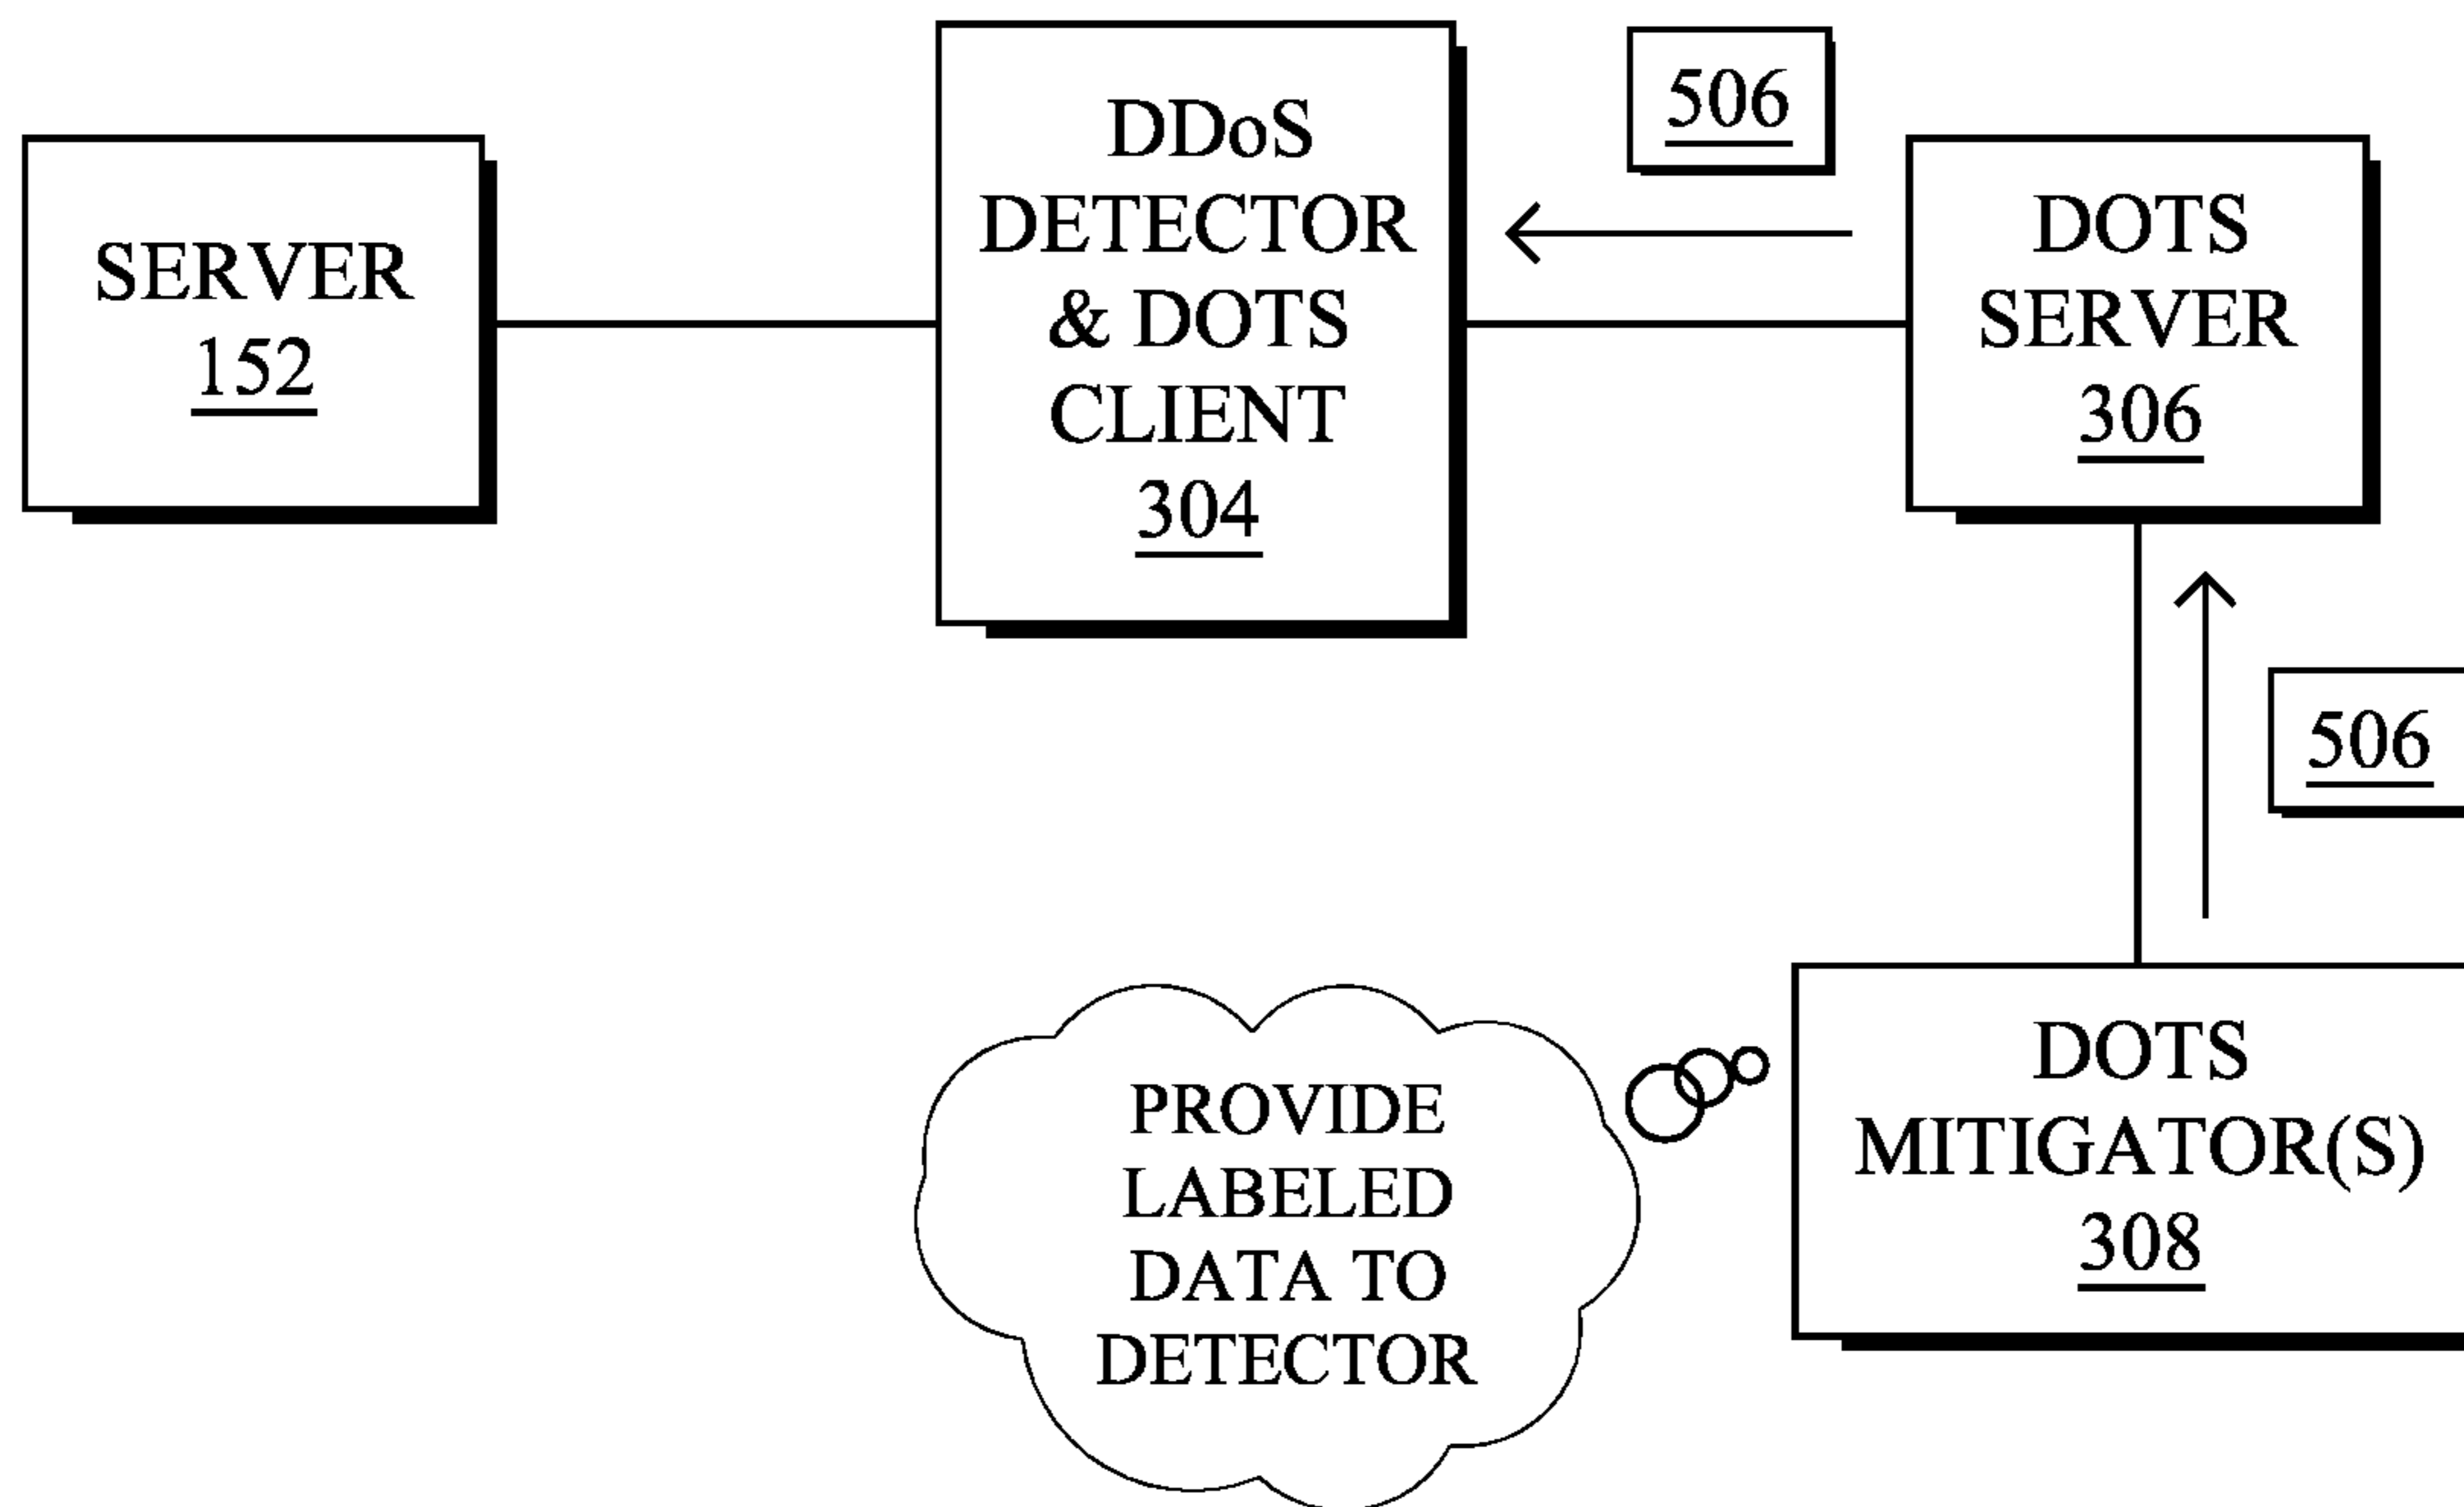 SERVER
152
DDoS
DETECTOR
& DOTS
CLIENT
304
506
DOTS
SERVER
306
506
PROVIDE
LABELED
DATA TO
DETECTOR
DOTS
MITIGATOR(S)
308